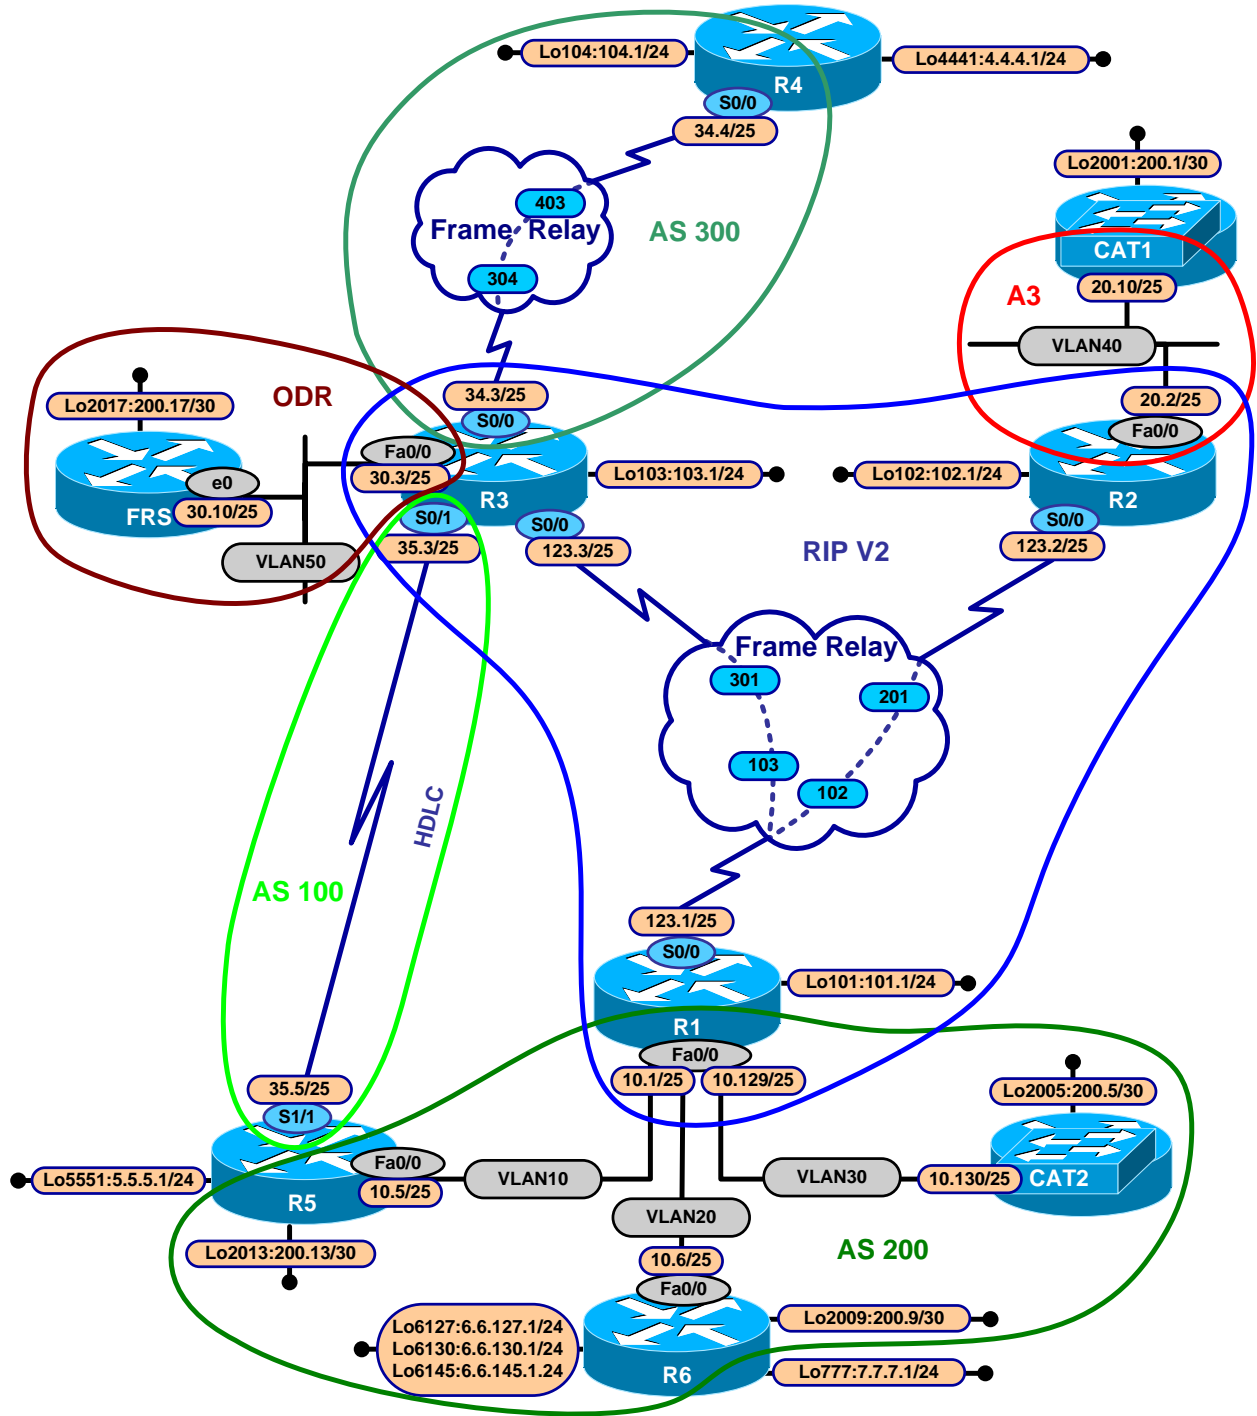 Lo104:104.1/24
R4
Lo4441:4.4.4.1/24
S0/0
34.4/25
Lo2001:200.1/30
403
Frame Relay
AS 300
CAT1
304
20.10/25
A3
VLAN40
34.3/25
S0/0
ODR
Lo2017:200.17/30
20.2/25
Fa0/0
Fa0/0
30.3/25
Lo103:103.1/24
Lo102:102.1/24
e0
30.10/25
FRS
R3
R2
S0/1
35.3/25
S0/0
123.3/25
S0/0
123.2/25
VLAN50
RIP V2
Frame Relay
301
201
103
102
HDLC
AS 100
123.1/25
S0/0
Lo101:101.1/24
R1
Fa0/0
10.1/25
10.129/25
35.5/25
S1/1
Lo2005:200.5/30
Fa0/0
10.5/25
VLAN10
VLAN30
10.130/25
CAT2
Lo5551:5.5.5.1/24
R5
VLAN20
Lo2013:200.13/30
10.6/25
AS 200
Fa0/0
Lo6127:6.6.127.1/24
Lo6130:6.6.130.1/24
Lo6145:6.6.145.1.24
Lo2009:200.9/30
R6
Lo777:7.7.7.1/24